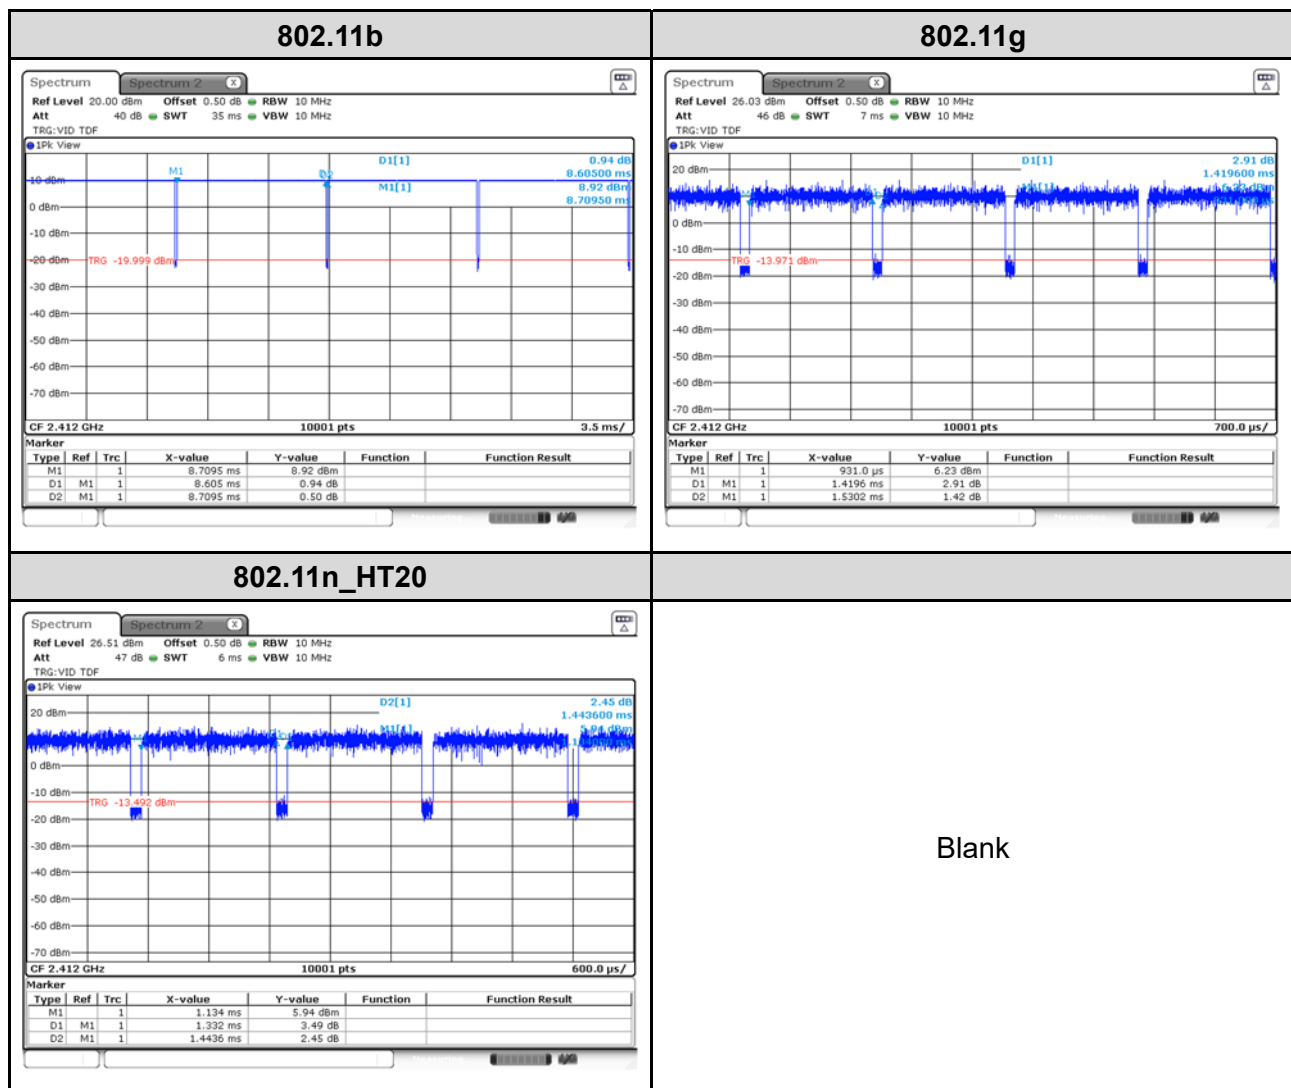 802.11b
802.11g
Spectrum Spectrum 2 X
Ref Level 20.00 dBm Offset 0.50 dB RBW 10 MHz
Att 40 dB SWT 35 ms VBW 10 MHz
TRG:VID TDF
1Pk View
D1[1] 0.94 dB
8.60500 ms
M1[1] 8.92 dBm
8.70950 ms
M1
D2
10 dBm
0 dBm
-10 dBm
-20 dBm
TRG -19.999 dBm
-30 dBm
-40 dBm
-50 dBm
-60 dBm
-70 dBm
CF 2.412 GHz 10001 pts 3.5 ms/
Marker
Type Ref Trc X-value Y-value Function Function Result
M1 1 8.7095 ms 8.92 dBm
D1 M1 1 8.605 ms 0.94 dB
D2 M1 1 8.7095 ms 0.50 dB
Spectrum Spectrum 2 X
Ref Level 26.03 dBm Offset 0.50 dB RBW 10 MHz
Att 46 dB SWT 7 ms VBW 10 MHz
TRG:VID TDF
1Pk View
D1[1] 2.91 dB
1.419600 ms
M1[1] 6.23 dBm
20 dBm
0 dBm
-10 dBm
TRG -13.971 dBm
-20 dBm
-30 dBm
-40 dBm
-50 dBm
-60 dBm
-70 dBm
CF 2.412 GHz 10001 pts 700.0 µs/
Marker
Type Ref Trc X-value Y-value Function Function Result
M1 1 931.0 µs 6.23 dBm
D1 M1 1 1.4196 ms 2.91 dB
D2 M1 1 1.5302 ms 1.42 dB
802.11n_HT20
Spectrum Spectrum 2 X
Ref Level 26.51 dBm Offset 0.50 dB RBW 10 MHz
Att 47 dB SWT 6 ms VBW 10 MHz
TRG:VID TDF
1Pk View
D2[1] 2.45 dB
1.443600 ms
M1[1] 5.94 dBm
20 dBm
0 dBm
-10 dBm
TRG -13.492 dBm
-20 dBm
-30 dBm
-40 dBm
-50 dBm
-60 dBm
-70 dBm
CF 2.412 GHz 10001 pts 600.0 µs/
Marker
Type Ref Trc X-value Y-value Function Function Result
M1 1 1.134 ms 5.94 dBm
D1 M1 1 1.332 ms 3.49 dB
D2 M1 1 1.4436 ms 2.45 dB
Blank